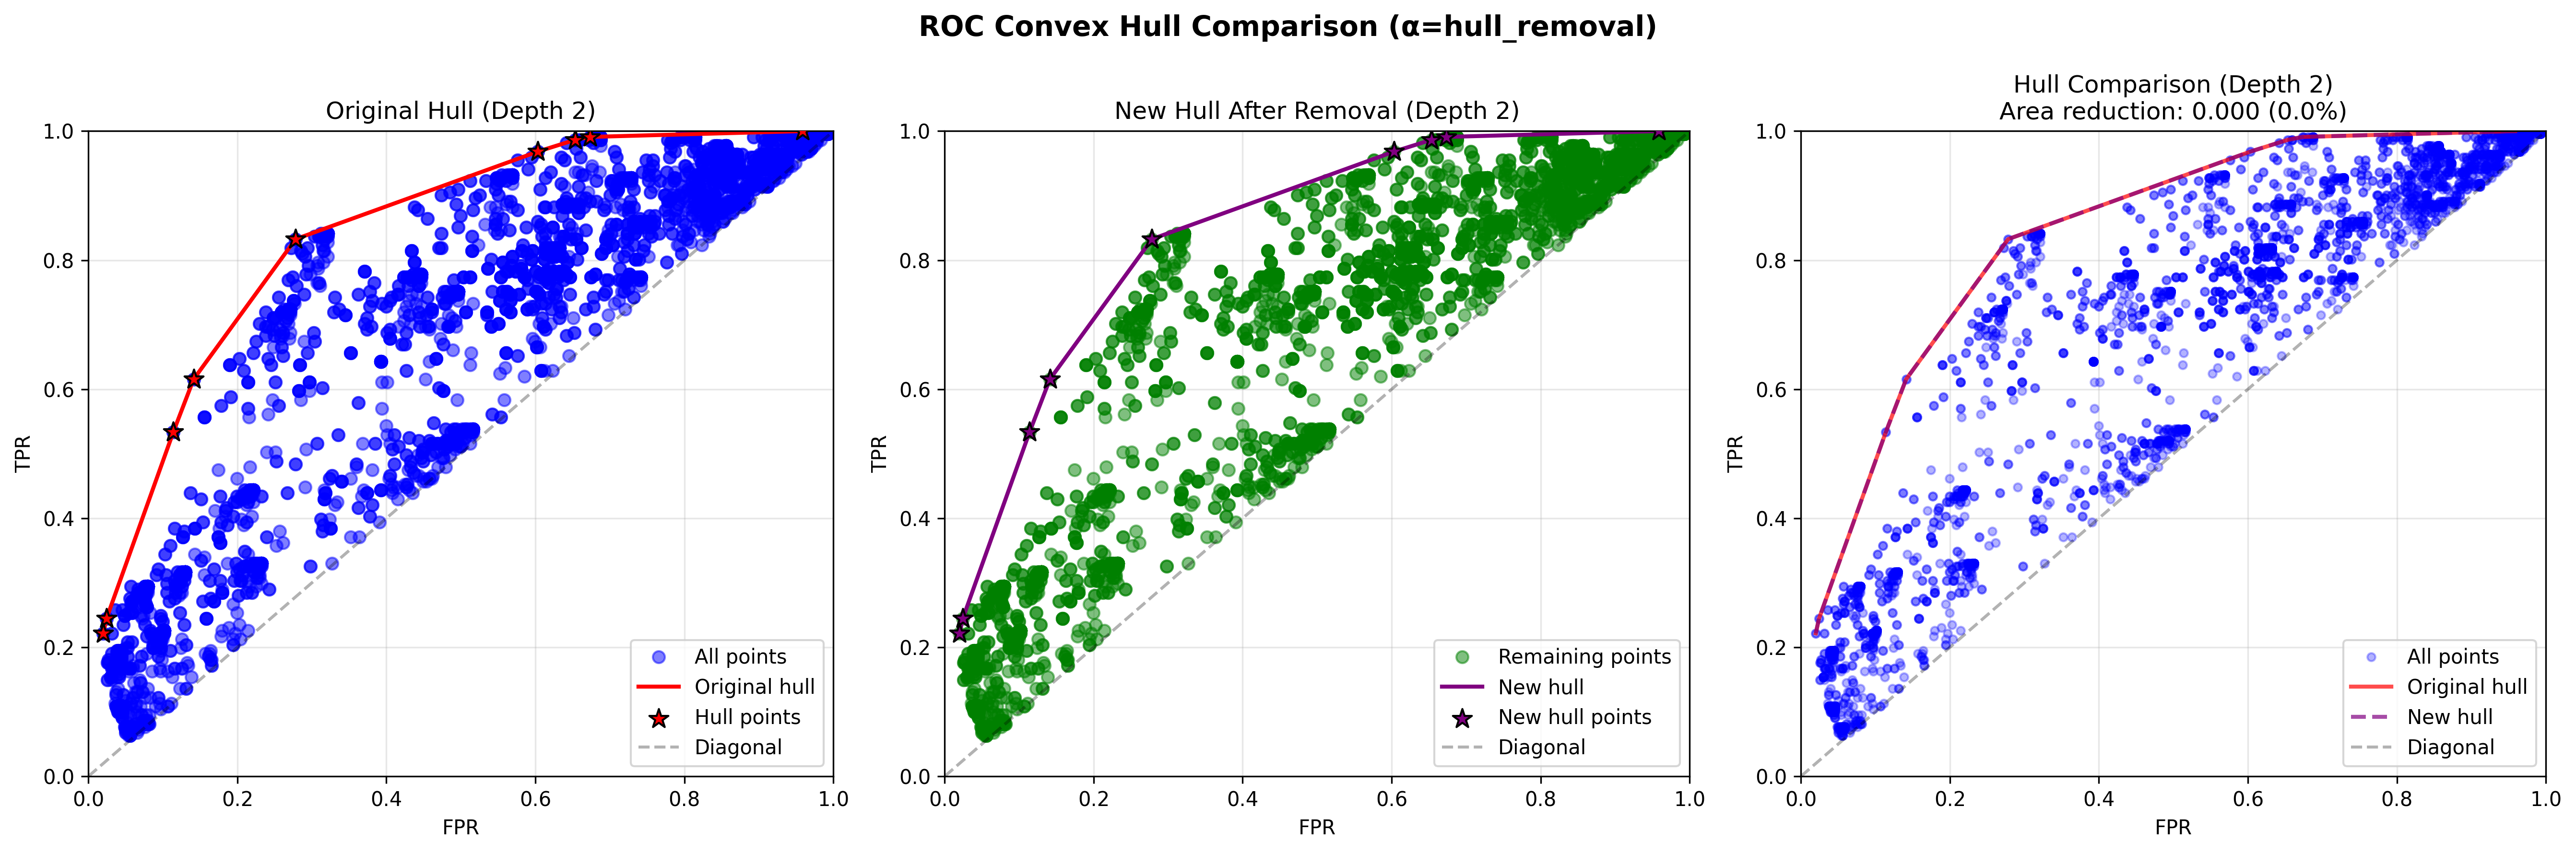 ROC Convex Hull Comparison (α=hull_removal)
Original Hull (Depth 2)
1.0
0.8
0.6
0.4
0.2
0.0
TPR
0.0 0.2 0.4 0.6 0.8 1.0
FPR
All points
Original hull
Hull points
Diagonal
New Hull After Removal (Depth 2)
1.0
0.8
0.6
0.4
0.2
0.0
TPR
0.0 0.2 0.4 0.6 0.8 1.0
FPR
Remaining points
New hull
New hull points
Diagonal
Hull Comparison (Depth 2)
Area reduction: 0.000 (0.0%)
1.0
0.8
0.6
0.4
0.2
0.0
TPR
0.0 0.2 0.4 0.6 0.8 1.0
FPR
All points
Original hull
New hull
Diagonal